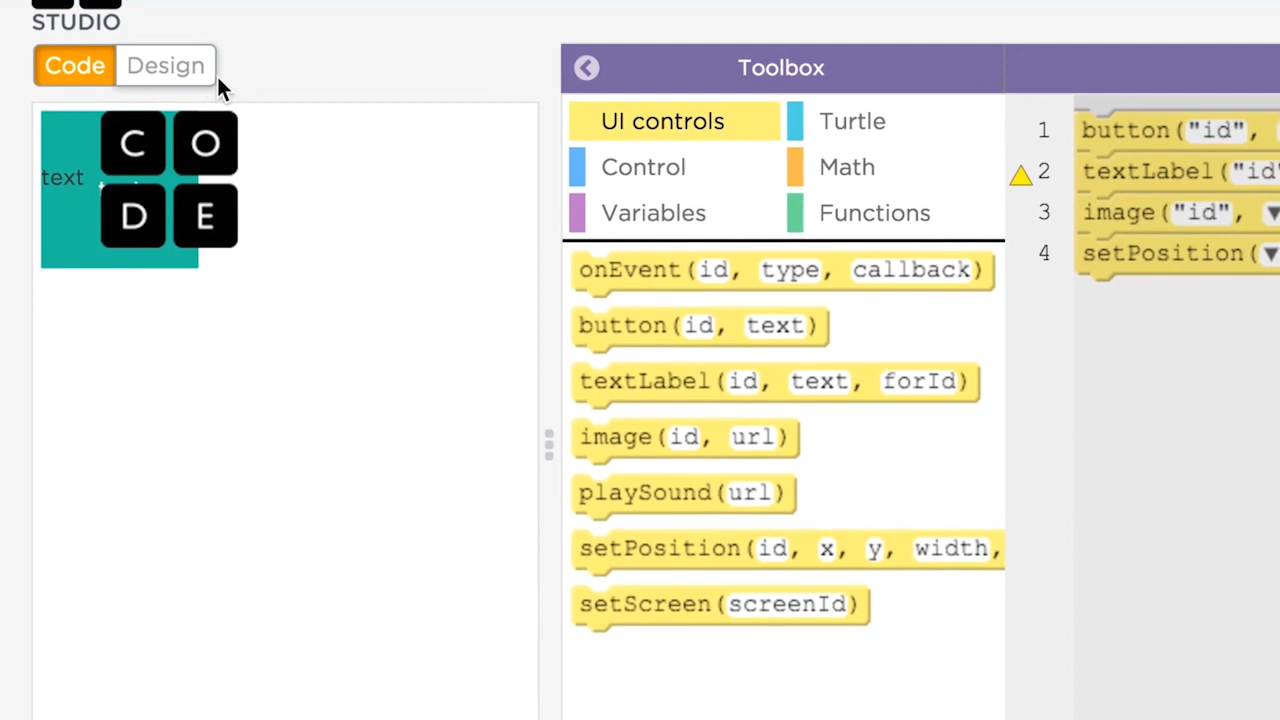 STUDIO
Code Design
text
C O
D E
Toolbox
UI controls
Turtle
Control
Math
Variables
Functions
onEvent(id, type, callback)
button(id, text)
textLabel(id, text, forId)
image(id, url)
playSound(url)
setPosition(id, x, y, width,
setScreen(screenId)
1 button("id",
2 textLabel("id"
3 image("id",
4 setPosition(